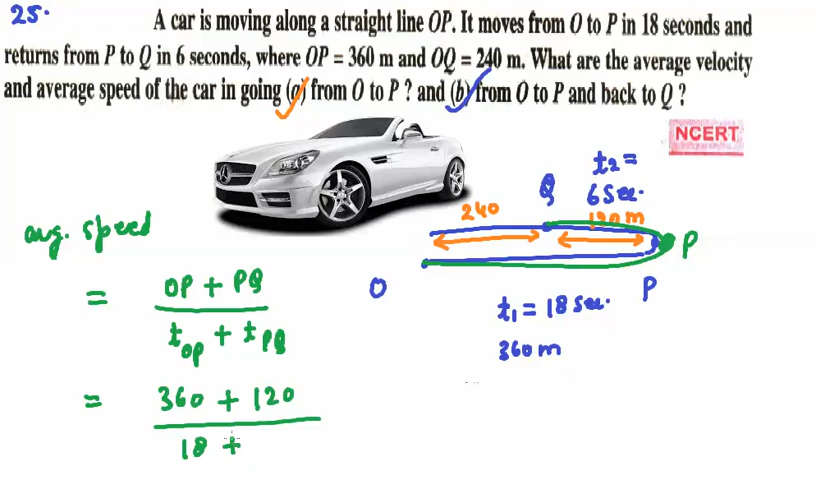 25.
A car is moving along a straight line OP. It moves from O to P in 18 seconds and
returns from P to Q in 6 seconds, where OP = 360 m and OQ = 240 m. What are the average velocity
and average speed of the car in going (a) from O to P ? and (b) from O to P and back to Q ?
NCERT
t₂ =
6 sec.
Q
240
120 m
P
O
P
t₁ = 18 sec.
360 m
avg. speed
= OP + PQ
t_OP + t_PQ
= 360 + 120
18 +